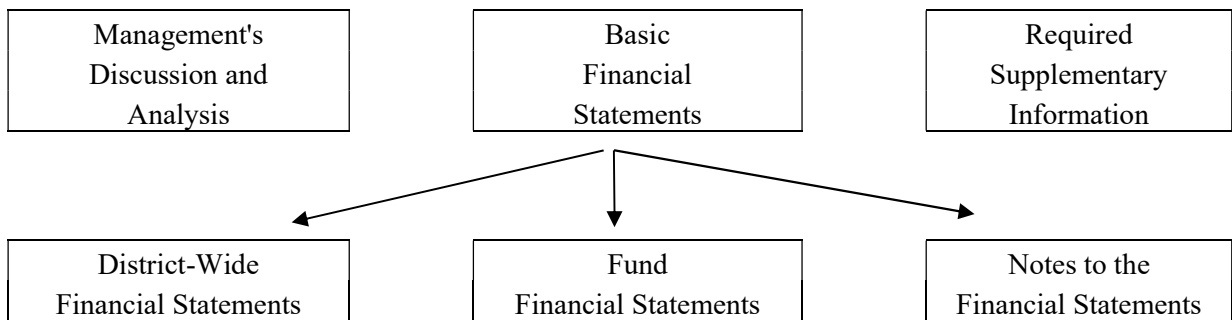 Management's
Discussion and
Analysis
Basic
Financial
Statements
Required
Supplementary
Information
District-Wide
Financial Statements
Fund
Financial Statements
Notes to the
Financial Statements